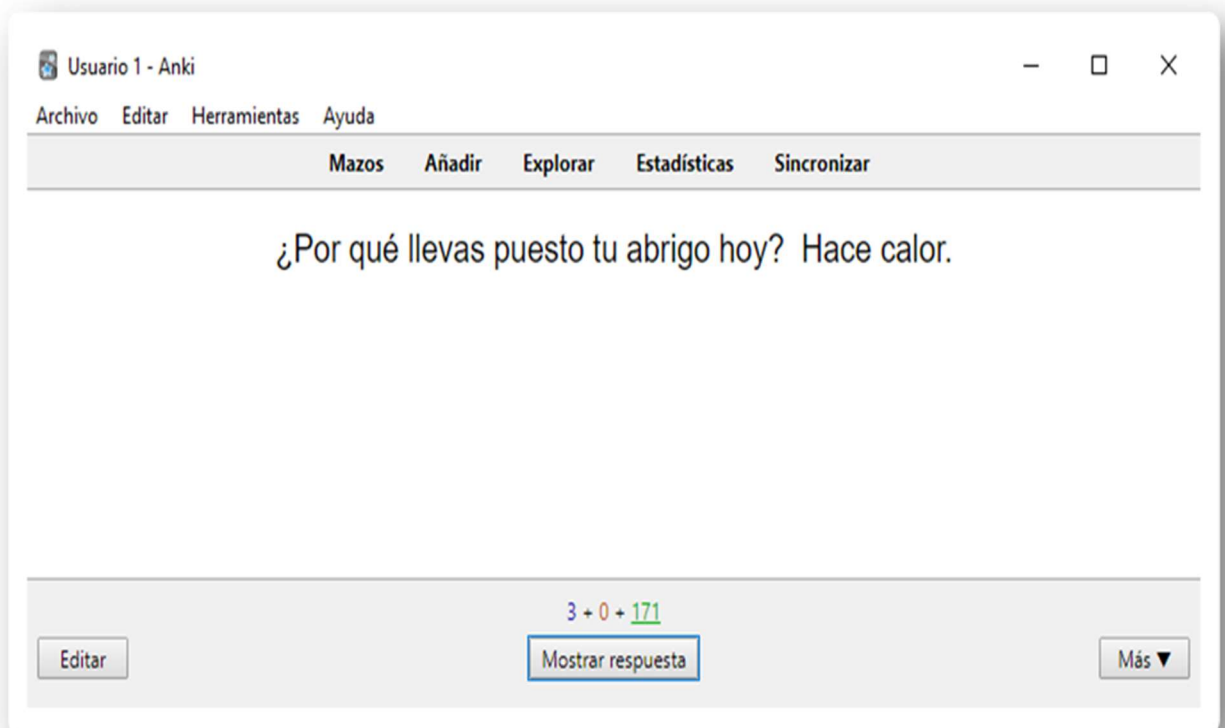 Usuario 1 - Anki
Archivo Editar Herramientas Ayuda
Mazos Añadir Explorar Estadísticas Sincronizar
¿Por qué llevas puesto tu abrigo hoy?  Hace calor.
3 + 0 + 171
Editar Mostrar respuesta Más ▼